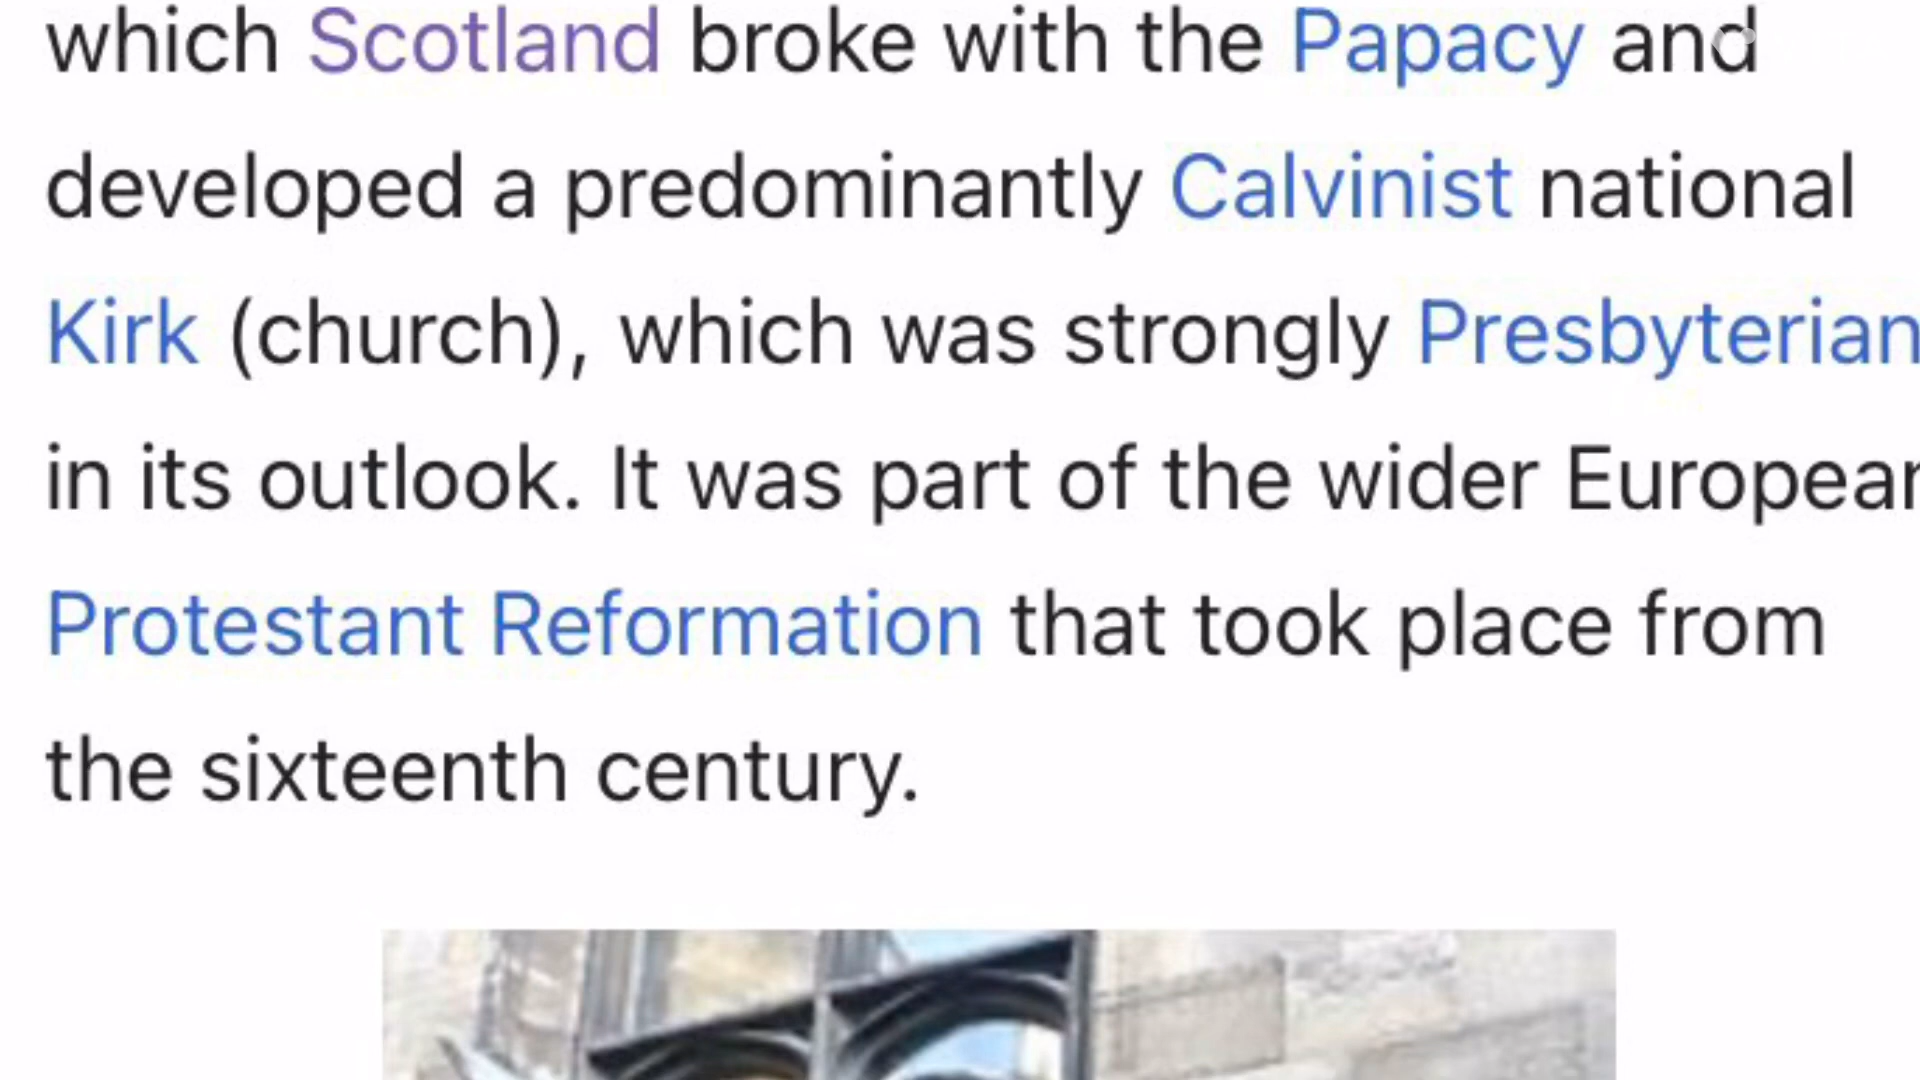 which Scotland broke with the Papacy and
developed a predominantly Calvinist national
Kirk (church), which was strongly Presbyterian
in its outlook. It was part of the wider European
Protestant Reformation that took place from
the sixteenth century.